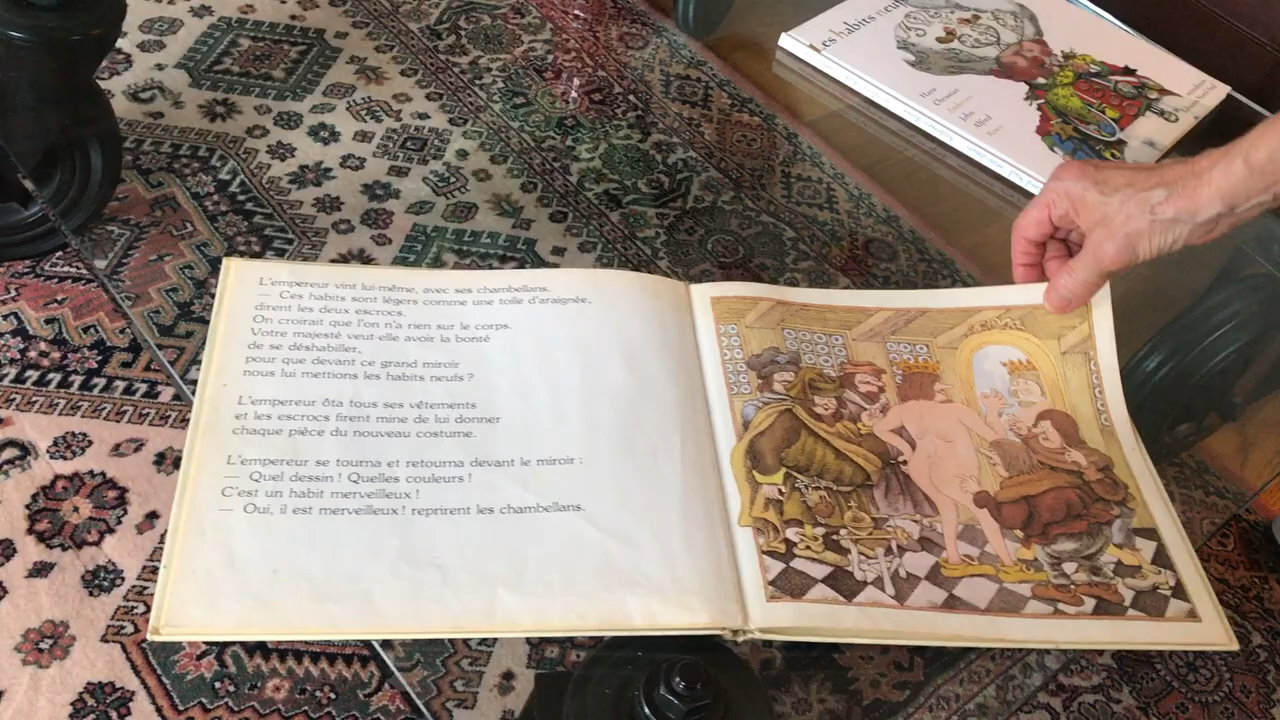 Les habits neufs
Hans
Christian
Andersen
John
Alfred
Rowe
L'empereur vint lui-même, avec ses chambellans.
— Ces habits sont légers comme une toile d'araignée,
dirent les deux escrocs.
On croirait que l'on n'a rien sur le corps.
Votre majesté veut-elle avoir la bonté
de se déshabiller,
pour que devant ce grand miroir
nous lui mettions les habits neufs ?
L'empereur ôta tous ses vêtements
et les escrocs firent mine de lui donner
chaque pièce du nouveau costume.
L'empereur se tourna et retourna devant le miroir :
— Quel dessin ! Quelles couleurs !
C'est un habit merveilleux !
— Oui, il est merveilleux ! reprirent les chambellans.